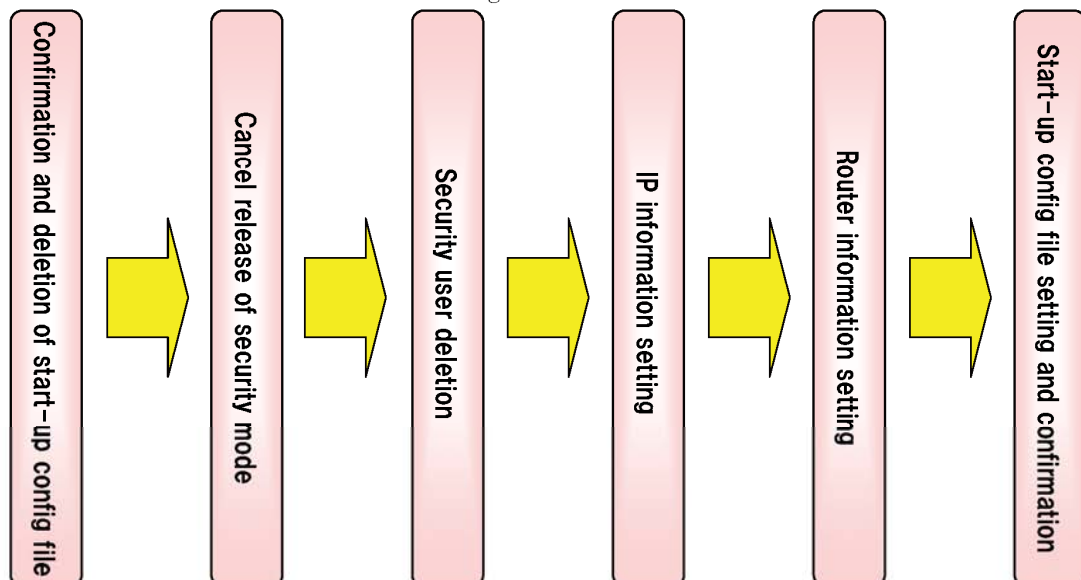 Confirmation and deletion of start-up config file
Cancel release of security mode
Security user deletion
IP information setting
Router information setting
Start-up config file setting and confirmation